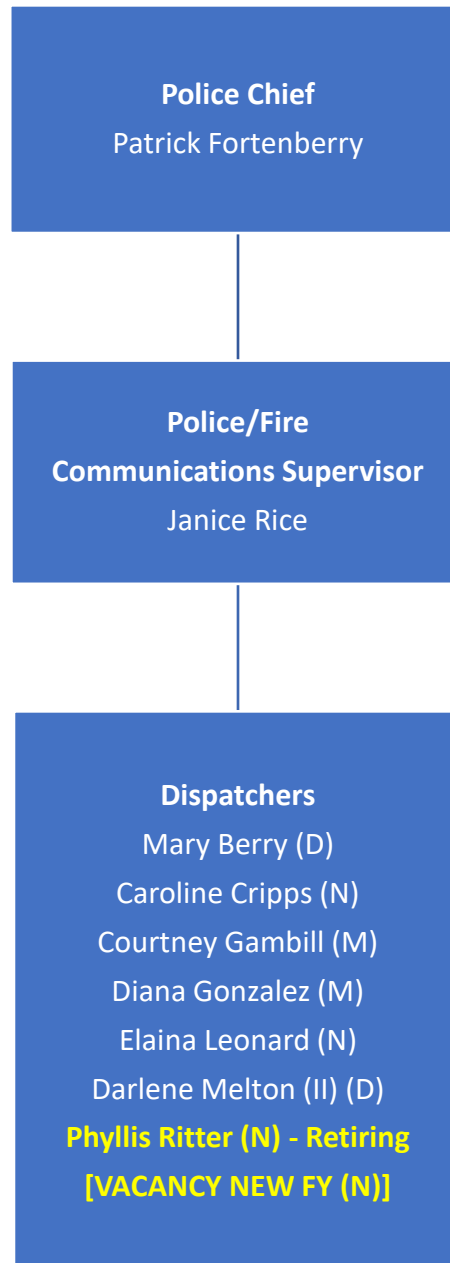 Police Chief
Patrick Fortenberry
Police/Fire
Communications Supervisor
Janice Rice
Dispatchers
Mary Berry (D)
Caroline Cripps (N)
Courtney Gambill (M)
Diana Gonzalez (M)
Elaina Leonard (N)
Darlene Melton (II) (D)
Phyllis Ritter (N) - Retiring
[VACANCY NEW FY (N)]